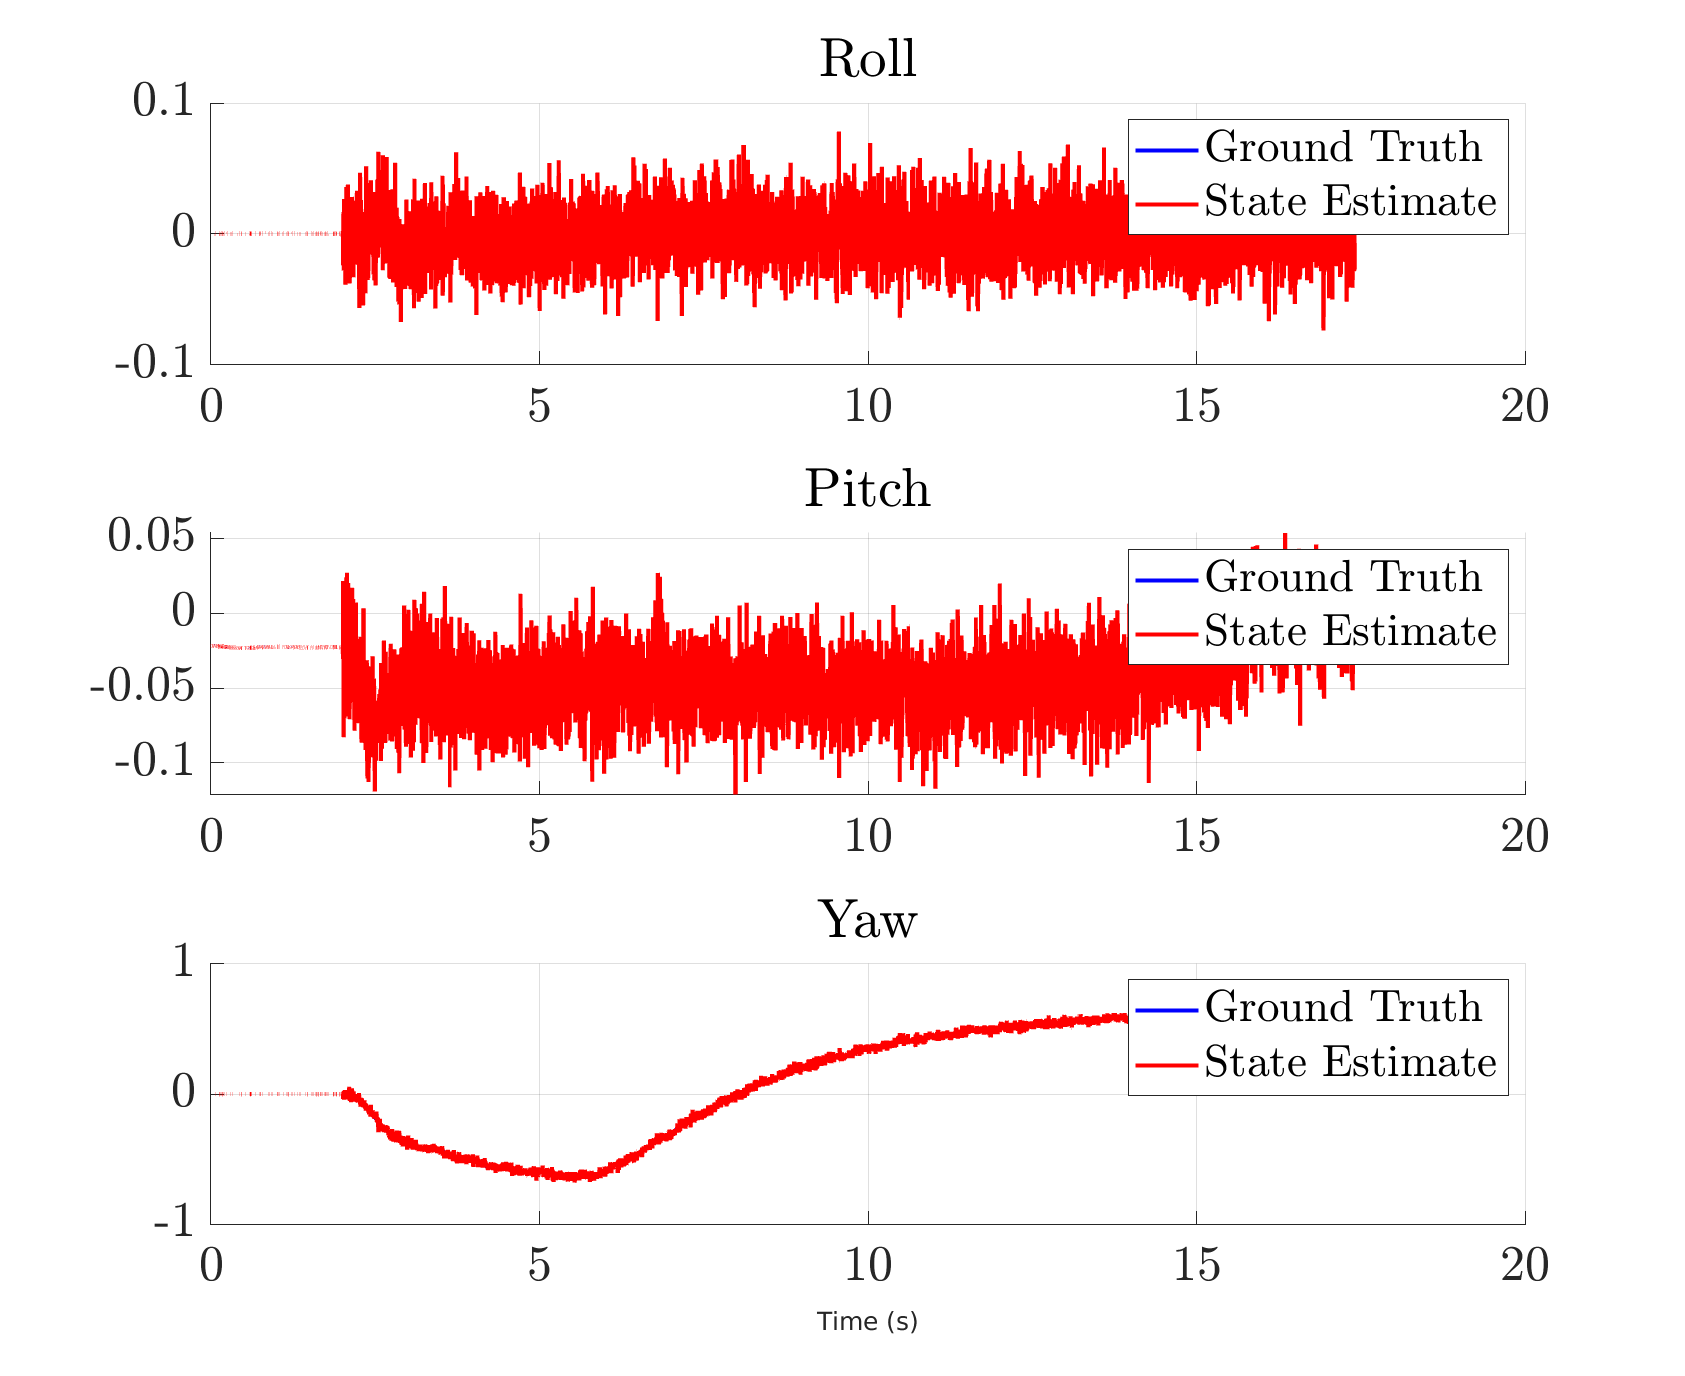 Roll
0.1
0
-0.1
0 5 10 15 20
Ground Truth
State Estimate
Pitch
0.05
0
-0.05
-0.1
0 5 10 15 20
Ground Truth
State Estimate
Yaw
1
0
-1
0 5 10 15 20
Ground Truth
State Estimate
Time (s)